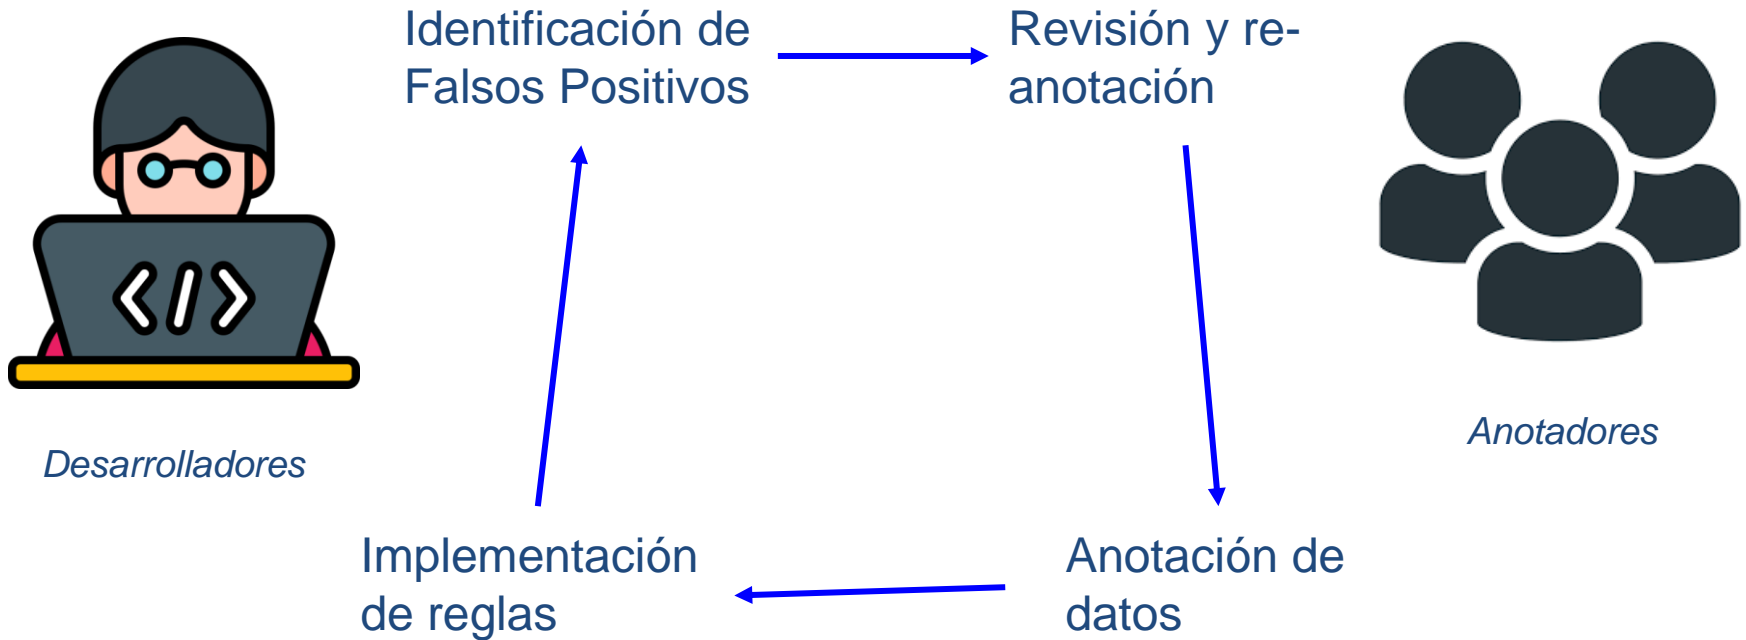 Identificación de
Falsos Positivos
Revisión y re-
anotación
Desarrolladores
Anotadores
Implementación
de reglas
Anotación de
datos